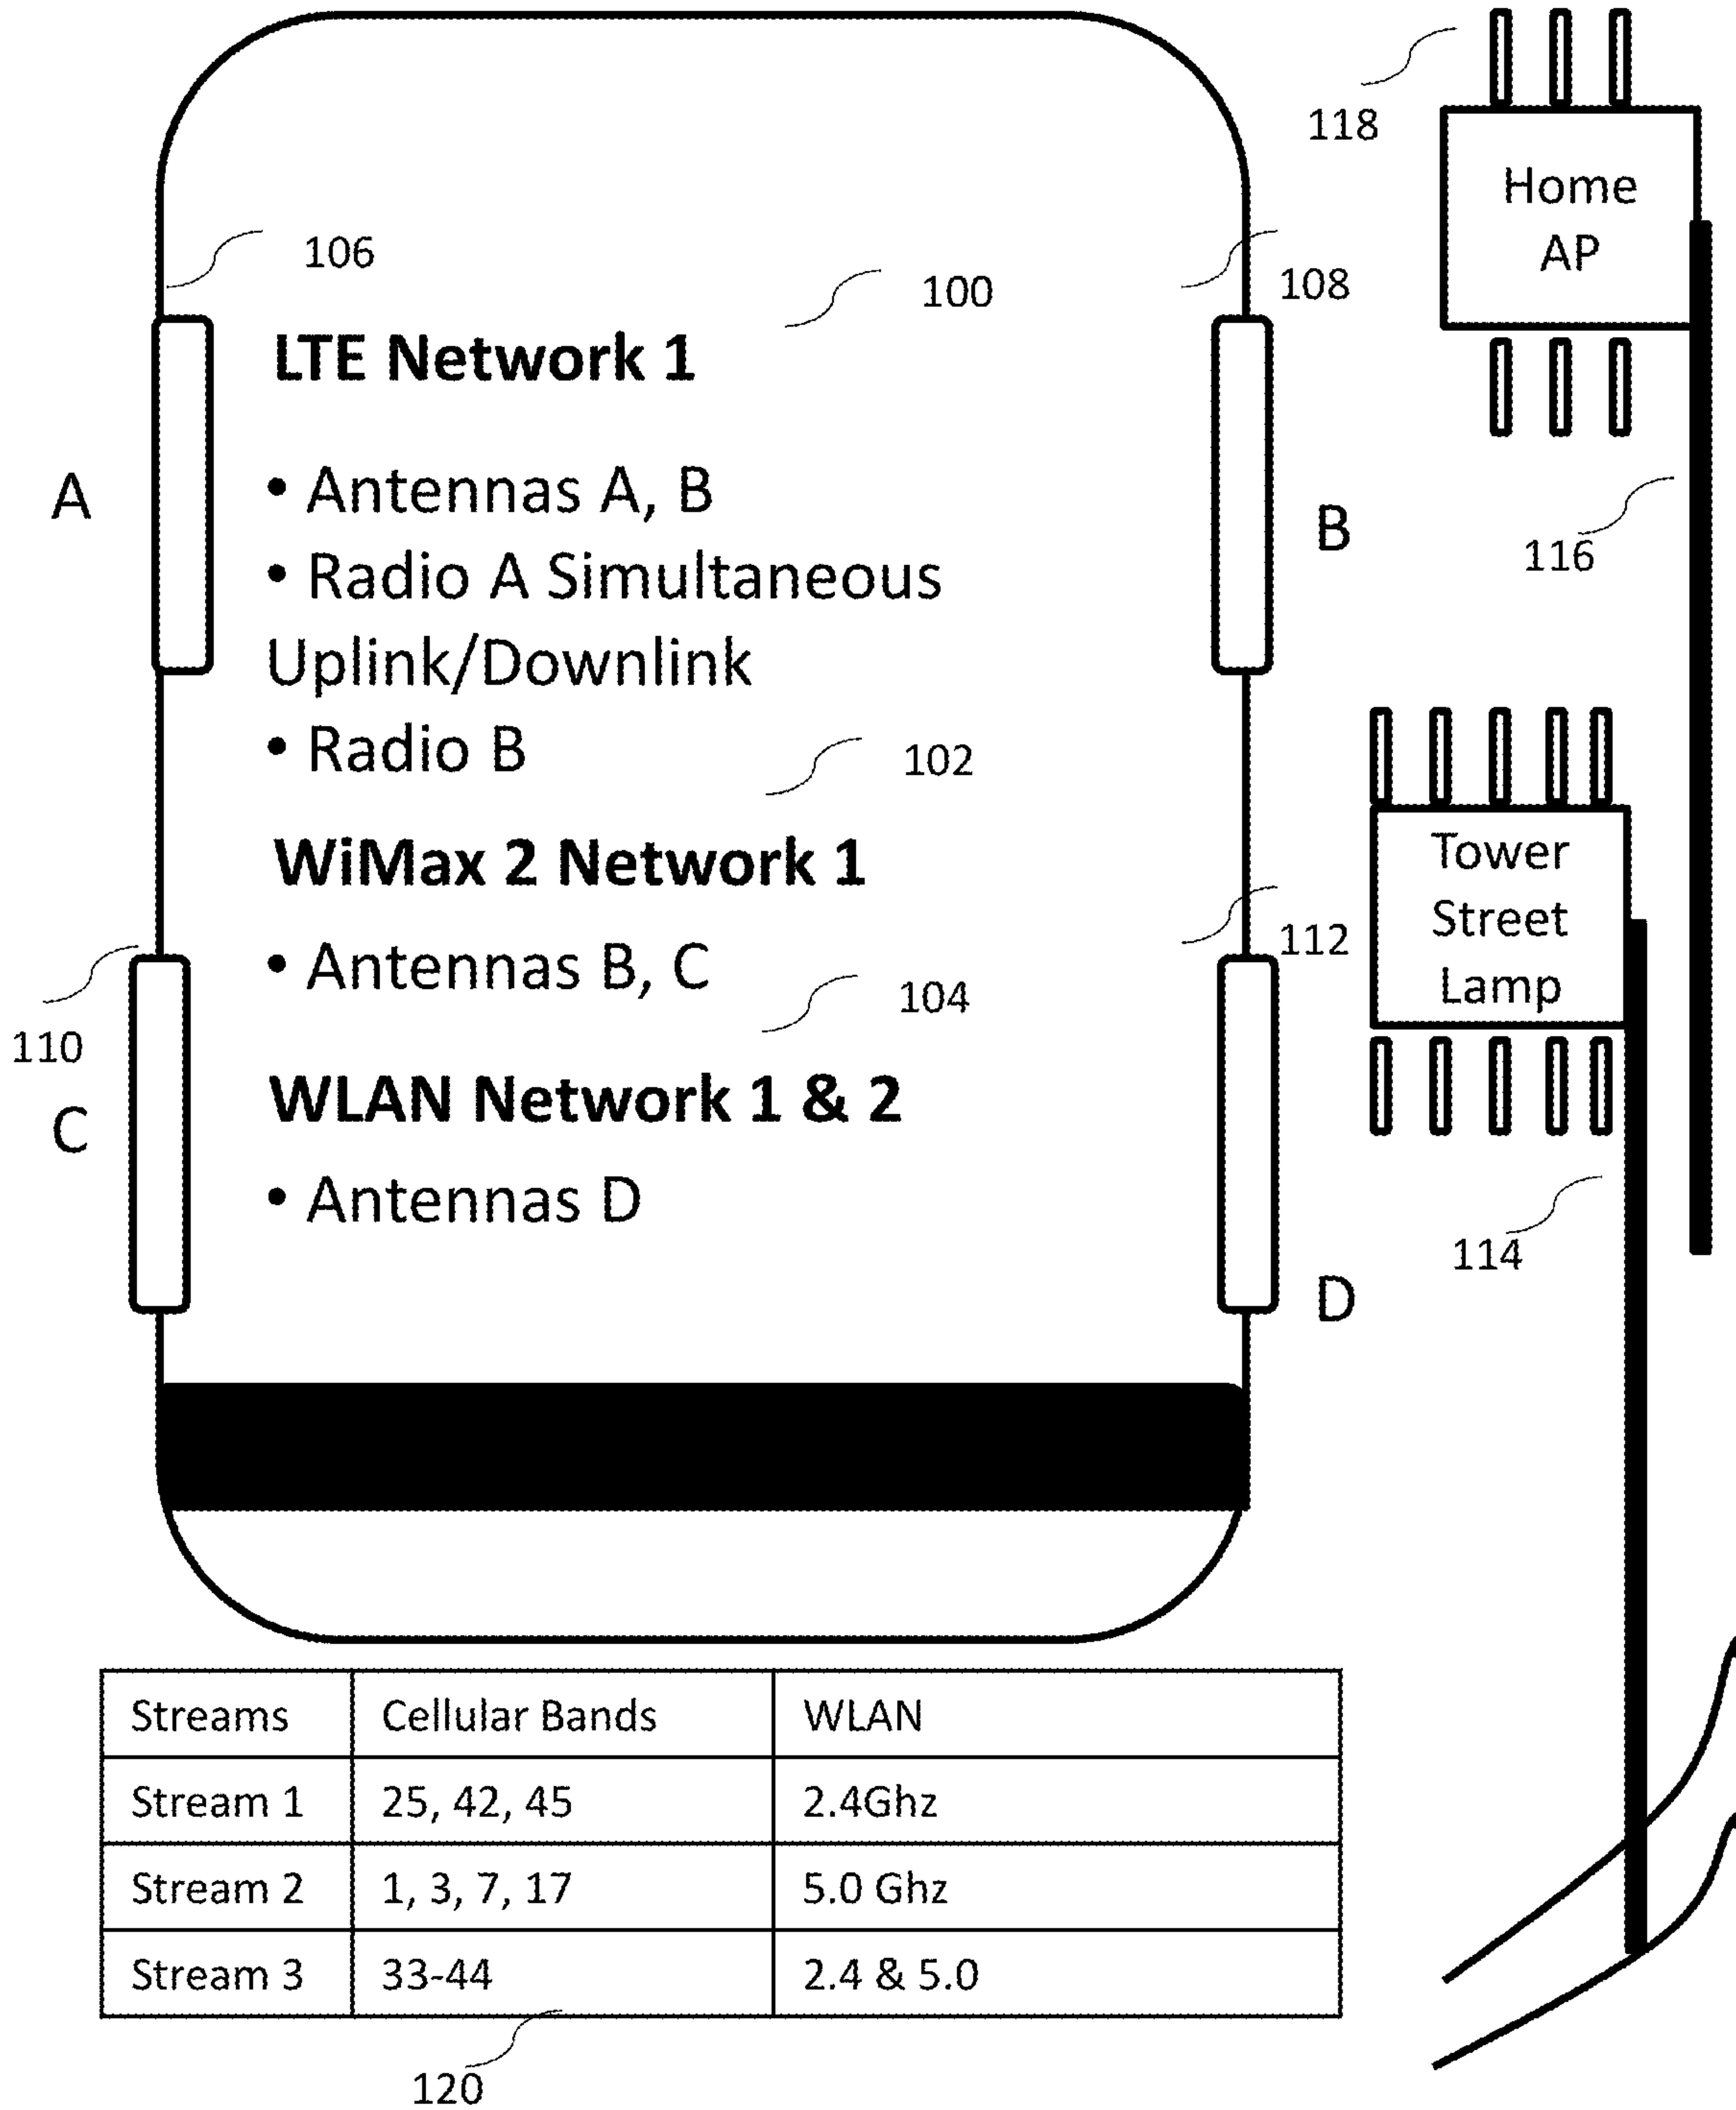 118
Home
AP
106
100
108
LTE Network 1
A
• Antennas A, B
B
116
• Radio A Simultaneous
Uplink/Downlink
• Radio B
102
Tower
Street
Lamp
WiMax 2 Network 1
112
• Antennas B, C
104
110
C
WLAN Network 1 & 2
• Antennas D
114
D
Streams Cellular Bands WLAN
Stream 1 25, 42, 45 2.4Ghz
Stream 2 1, 3, 7, 17 5.0 Ghz
Stream 3 33-44 2.4 & 5.0
120